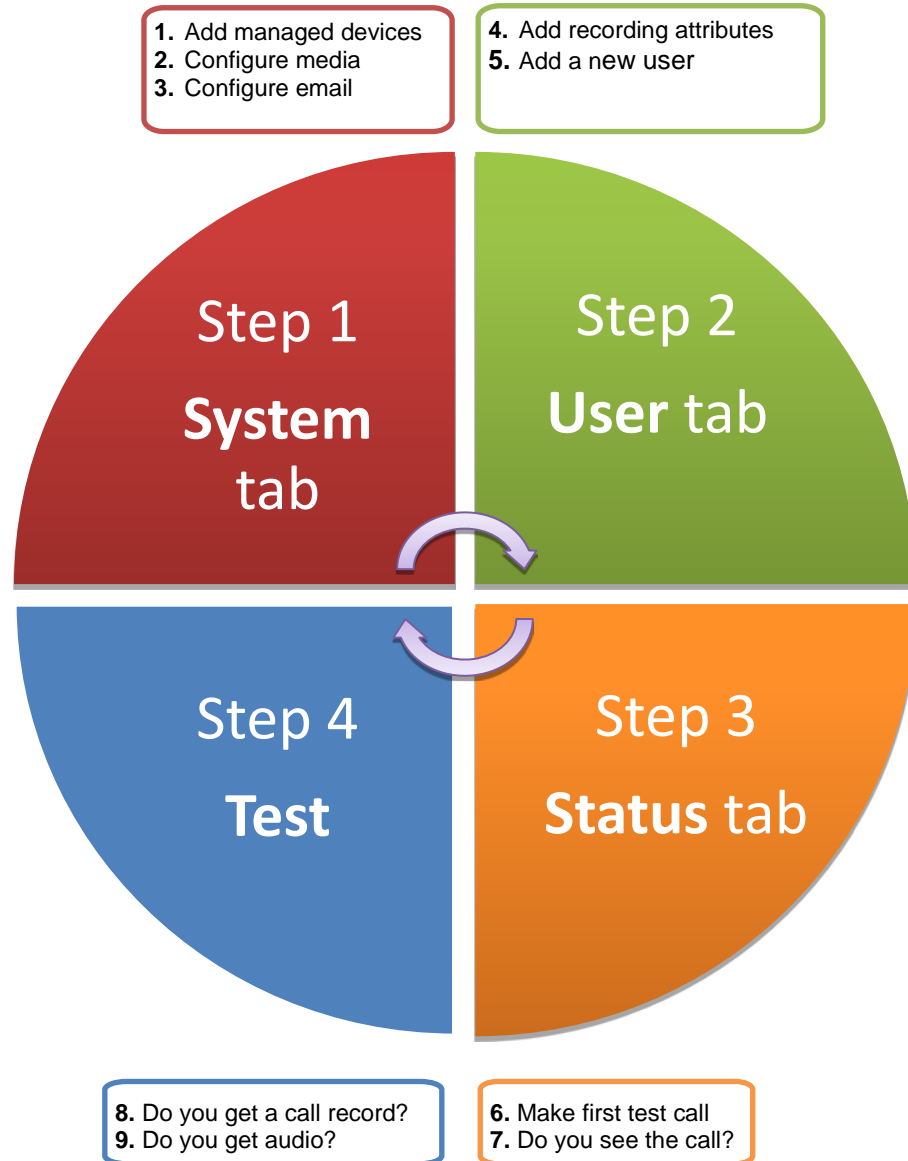 1. Add managed devices
2. Configure media
3. Configure email
4. Add recording attributes
5. Add a new user
Step 1
System
tab
Step 2
User tab
Step 4
Test
Step 3
Status tab
8. Do you get a call record?
9. Do you get audio?
6. Make first test call
7. Do you see the call?